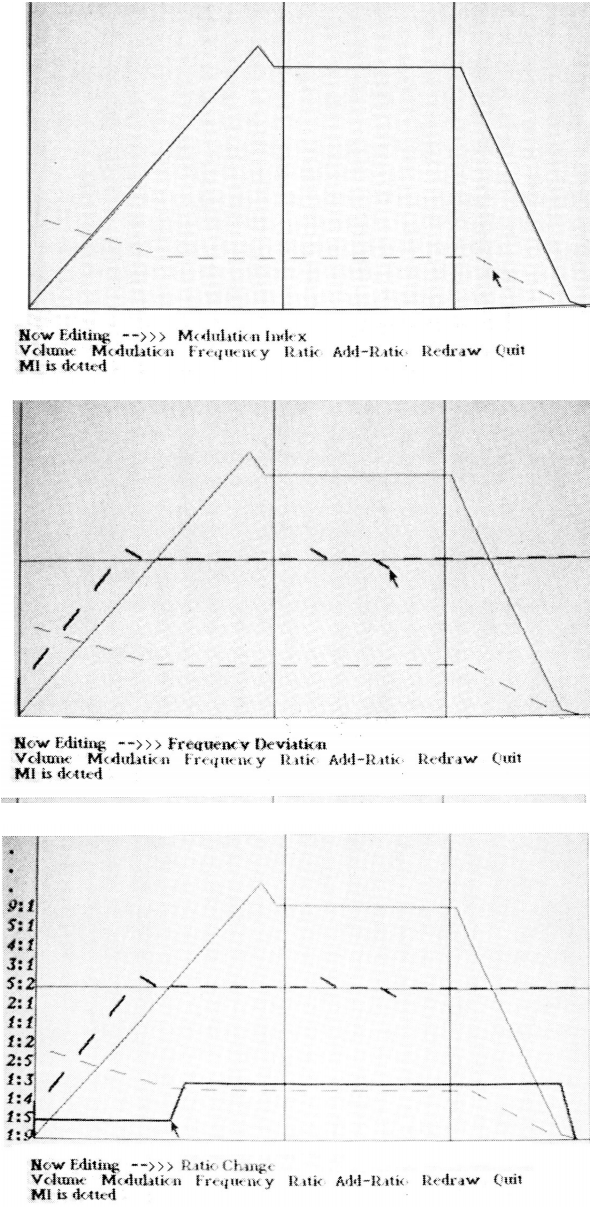 Now Editing -->>> Modulation Index
Volume Modulation Frequency Ratio Add-Ratio Redraw Quit
MI is dotted
Now Editing -->>> Frequency Deviation
Volume Modulation Frequency Ratio Add-Ratio Redraw Quit
MI is dotted
9:1
5:1
4:1
3:1
5:2
2:1
1:1
1:2
2:5
1:3
1:4
1:5
1:9
Now Editing -->>> Ratio Change
Volume Modulation Frequency Ratio Add-Ratio Redraw Quit
MI is dotted